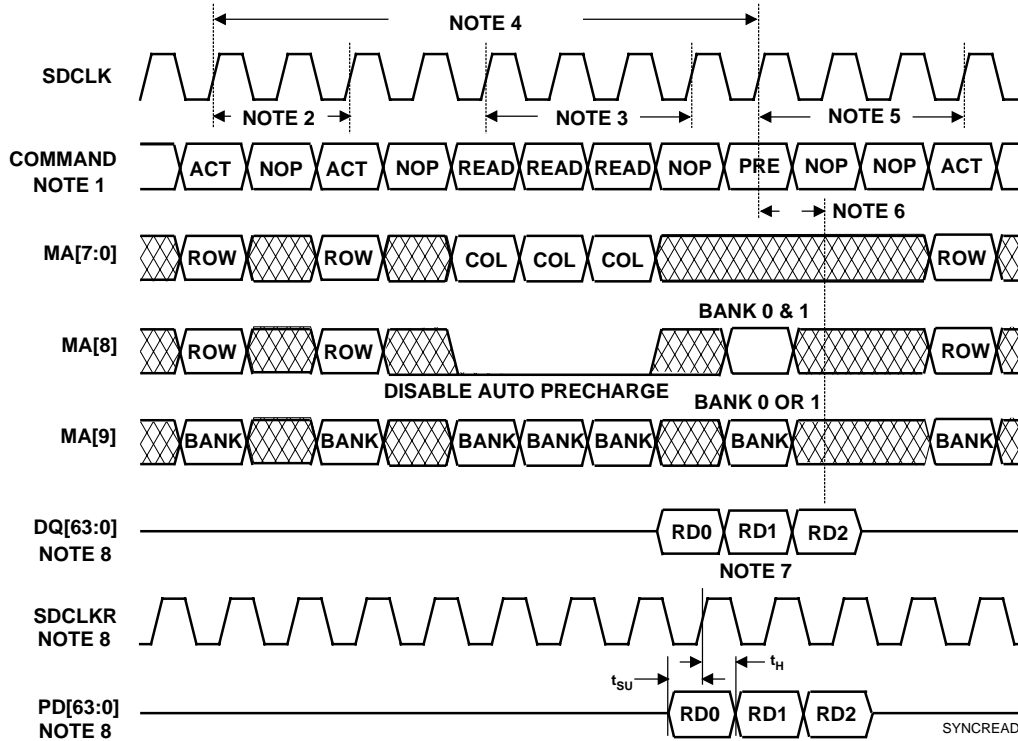 NOTE 4
SDCLK
NOTE 2 NOTE 3 NOTE 5
COMMAND
NOTE 1
ACT NOP ACT NOP READ READ READ NOP PRE NOP NOP ACT
NOTE 6
MA[7:0] ROW ROW COL COL COL ROW
BANK 0 & 1
MA[8] ROW ROW ROW
DISABLE AUTO PRECHARGE
BANK 0 OR 1
MA[9] BANK BANK BANK BANK BANK BANK BANK
DQ[63:0] RD0 RD1 RD2
NOTE 8
NOTE 7
SDCLKR
NOTE 8
tSU tH
PD[63:0] RD0 RD1 RD2
NOTE 8
SYNCREAD